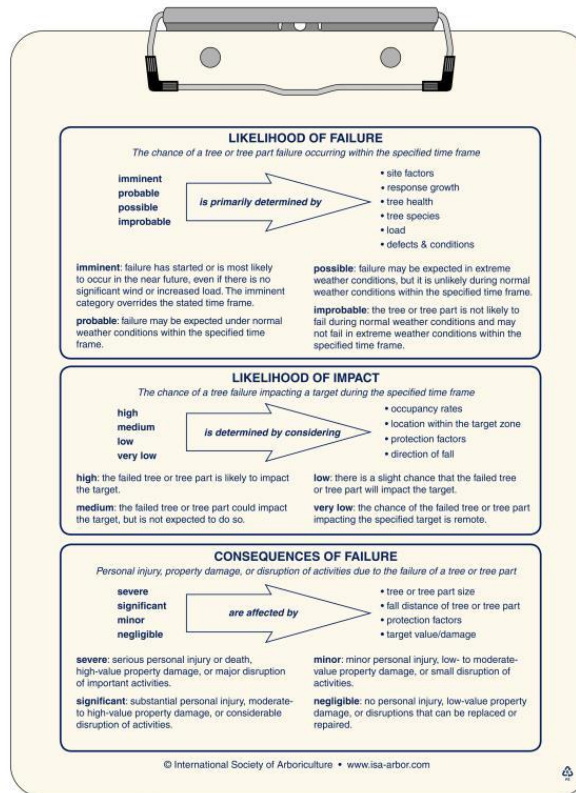 LIKELIHOOD OF FAILURE
The chance of a tree or tree part failure occurring within the specified time frame
imminent
probable
possible
improbable
is primarily determined by
• site factors
• response growth
• tree health
• tree species
• load
• defects & conditions
imminent: failure has started or is most likely
to occur in the near future, even if there is no
significant wind or increased load. The imminent
category overrides the stated time frame.
probable: failure may be expected under normal
weather conditions within the specified time
frame.
possible: failure may be expected in extreme
weather conditions, but it is unlikely during normal
weather conditions within the specified time frame.
improbable: the tree or tree part is not likely to
fail during normal weather conditions and may
not fail in extreme weather conditions within the
specified time frame.
LIKELIHOOD OF IMPACT
The chance of a tree failure impacting a target during the specified time frame
high
medium
low
very low
is determined by considering
• occupancy rates
• location within the target zone
• protection factors
• direction of fall
high: the failed tree or tree part is likely to impact
the target.
medium: the failed tree or tree part could impact
the target, but is not expected to do so.
low: there is a slight chance that the failed tree
or tree part will impact the target.
very low: the chance of the failed tree or tree part
impacting the specified target is remote.
CONSEQUENCES OF FAILURE
Personal injury, property damage, or disruption of activities due to the failure of a tree or tree part
severe
significant
minor
negligible
are affected by
• tree or tree part size
• fall distance of tree or tree part
• protection factors
• target value/damage
severe: serious personal injury or death,
high-value property damage, or major disruption
of important activities.
significant: substantial personal injury, moderate-
to high-value property damage, or considerable
disruption of activities.
minor: minor personal injury, low- to moderate-
value property damage, or small disruption of
activities.
negligible: no personal injury, low-value property
damage, or disruptions that can be replaced or
repaired.
© International Society of Arboriculture • www.isa-arbor.com